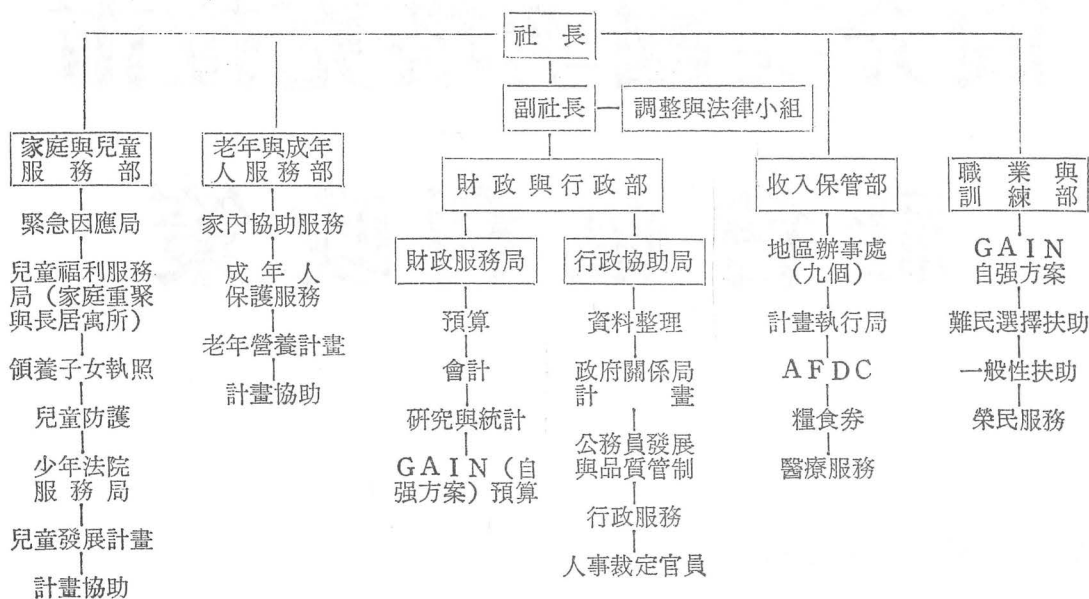 社長
副社長
調整與法律小組
家庭與兒童
服務部
緊急因應局
兒童福利服務
局（家庭重聚
與長居寓所）
領養子女執照
兒童防護
少年法院
服務局
兒童發展計畫
計畫協助
老年與成年
人服務部
家內協助服務
成年人
保護服務
老年營養計畫
計畫協助
財政與行政部
財政服務局
預算
會計
研究與統計
GAIN（自
强方案）預算
行政協助局
資料整理
政府關係局
計畫
公務員發展
與品質管制
行政服務
人事裁定官員
收入保管部
地區辦事處
（九個）
計畫執行局
AFDC
糧食券
醫療服務
職業與
訓練部
GAIN
自强方案
難民選擇扶助
一般性扶助
榮民服務